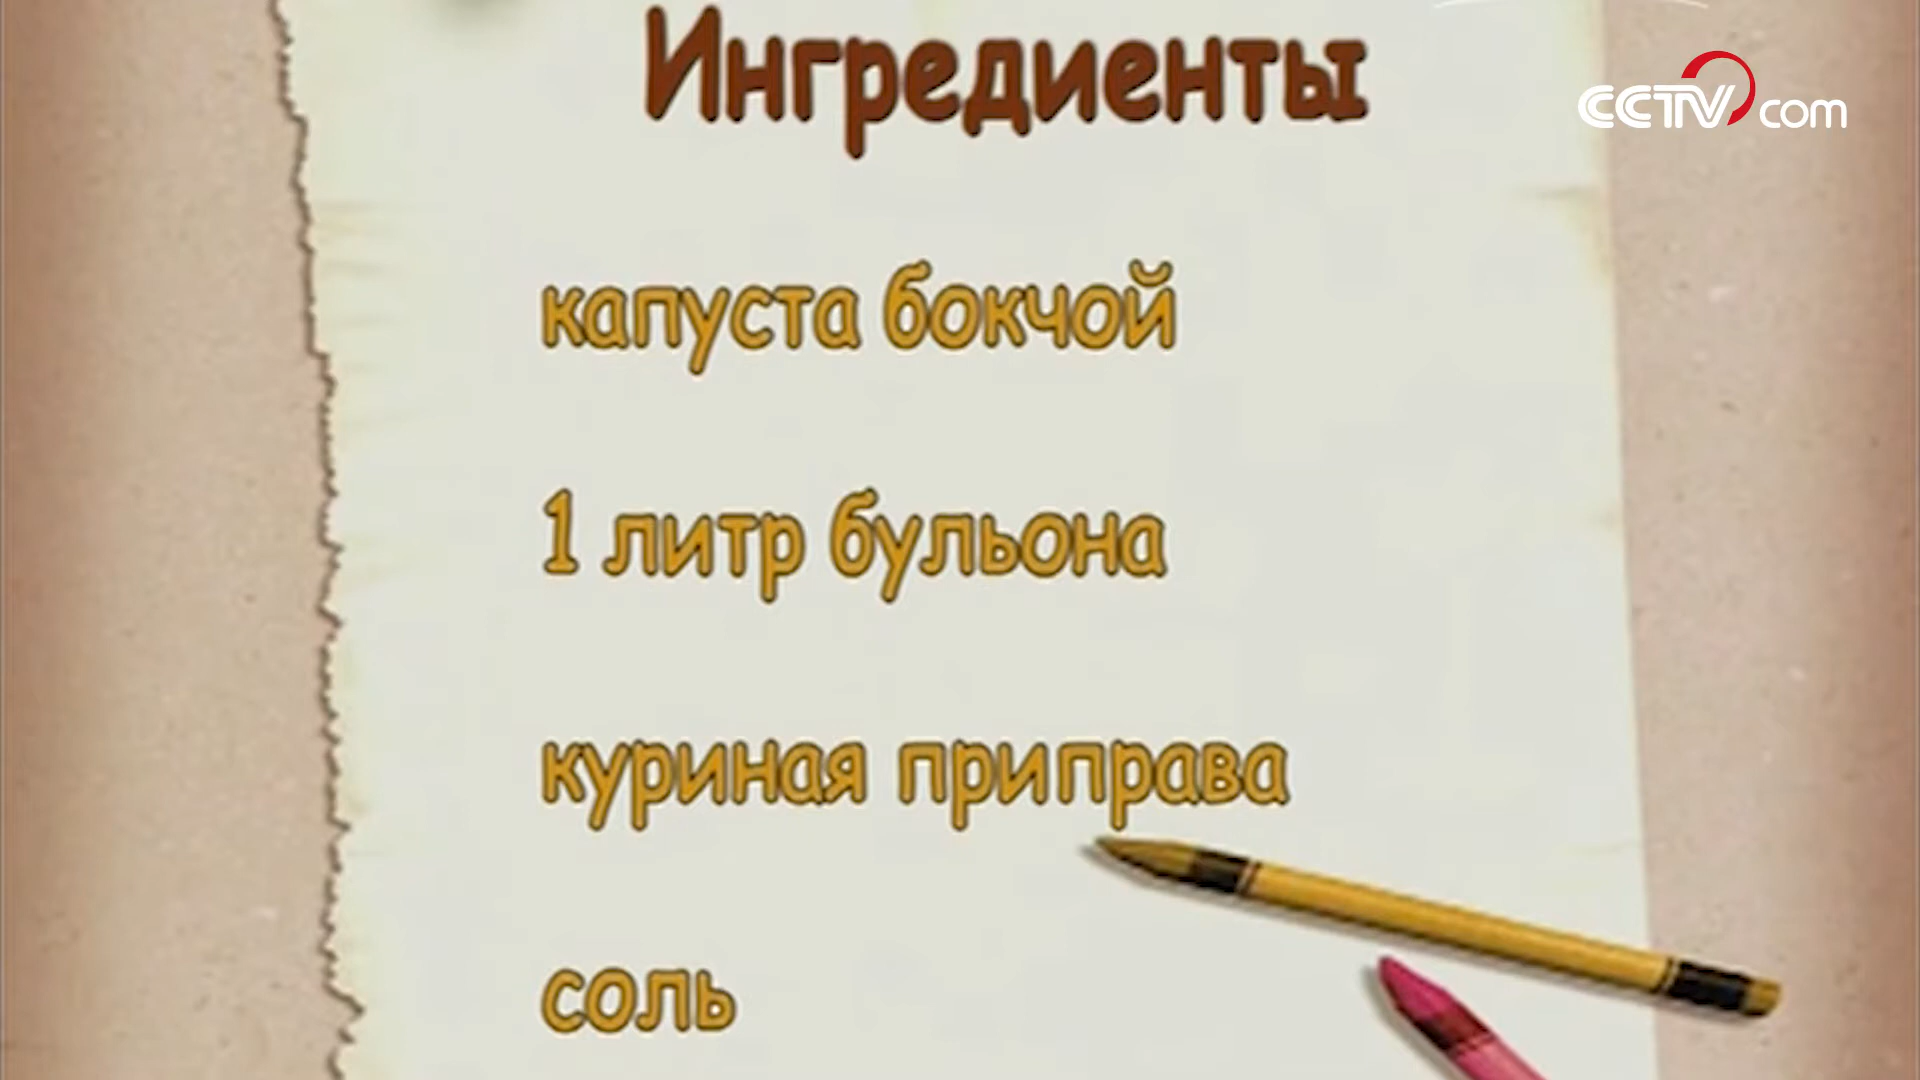 Ингредиенты
CCTV.com
капуста бокчой
1 литр бульона
куриная приправа
соль